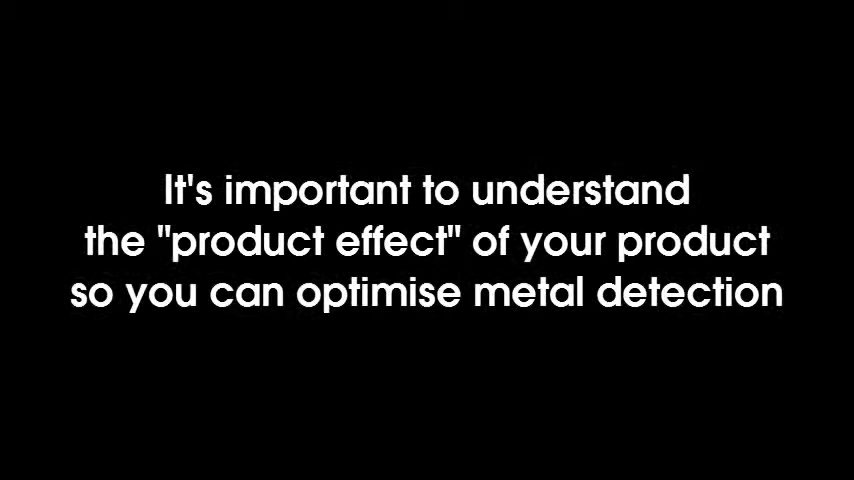 It's important to understand
the "product effect" of your product
so you can optimise metal detection